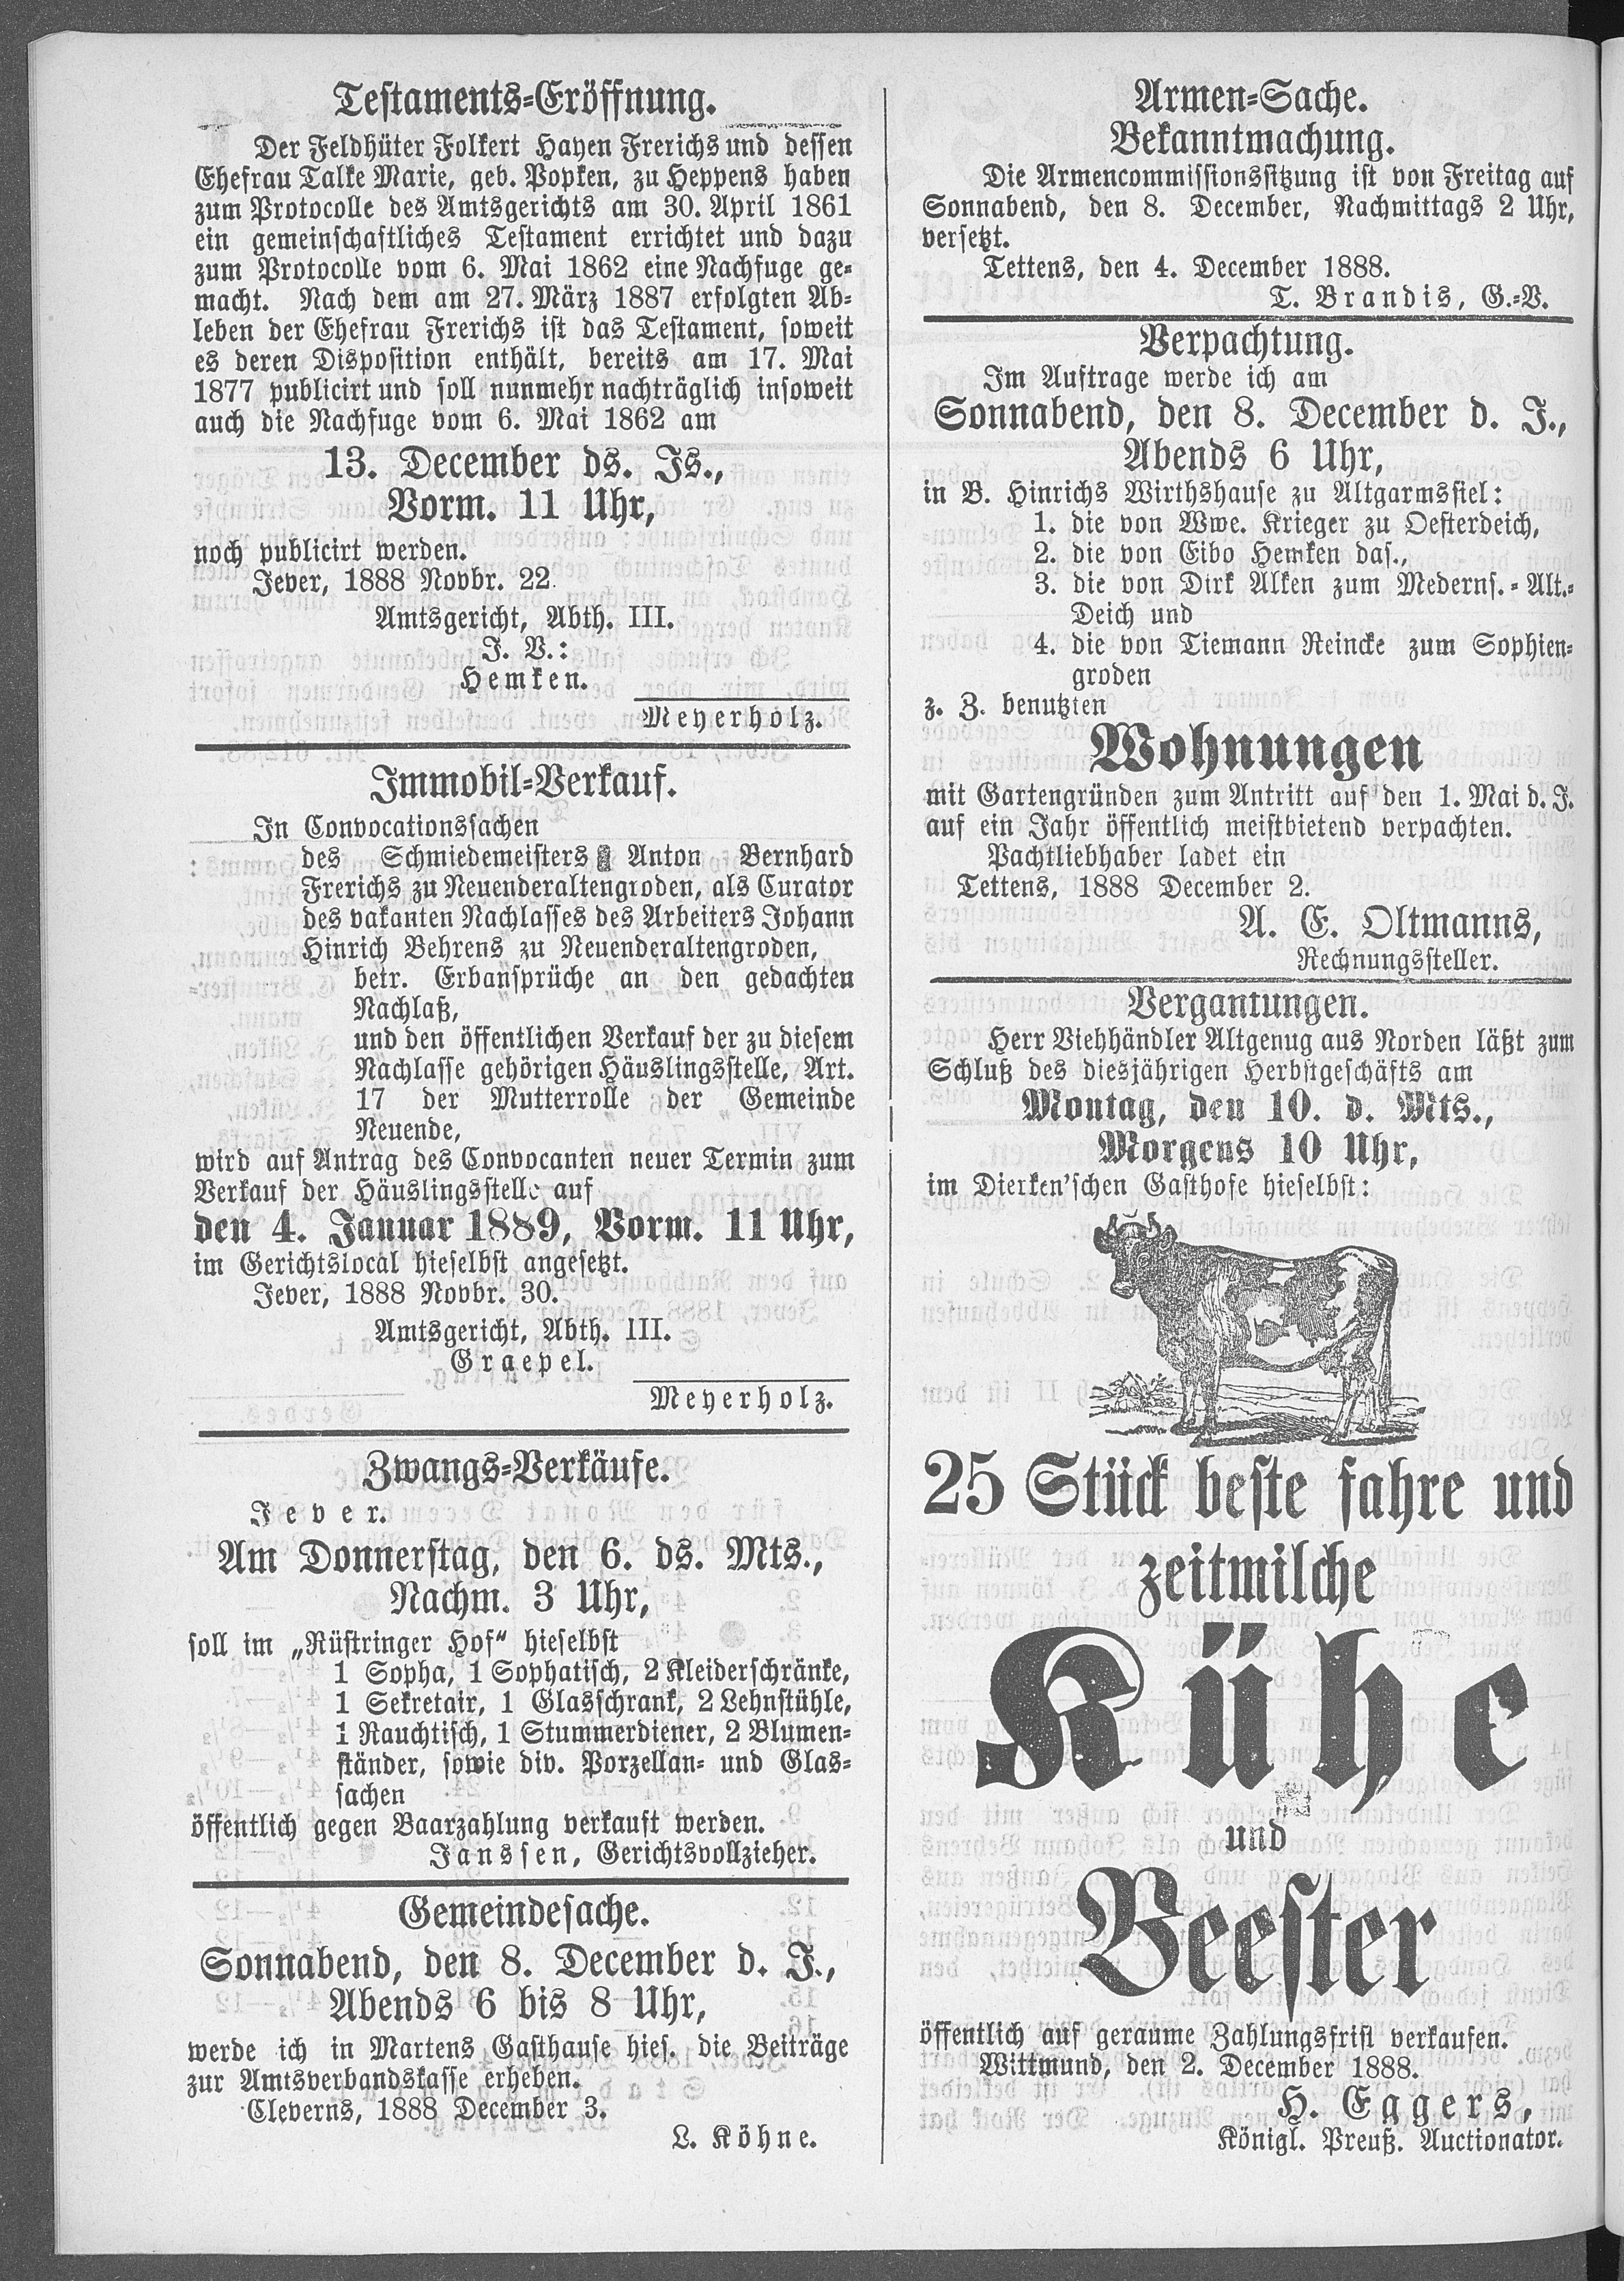 Testaments-Eröffnung.
Der Feldhüter Folkert Hayen Frerichs und dessen
Ehefrau Talke Marie, geb. Popken, zu Heppens haben
zum Protocolle des Amtsgerichts am 30. April 1861
ein gemeinschaftliches Testament errichtet und dazu
zum Protocolle vom 6. Mai 1862 eine Nachfuge ge-
macht. Nach dem am 27. März 1887 erfolgten Ab-
leben der Ehefrau Frerichs ist das Testament, soweit
es deren Disposition enthält, bereits am 17. Mai
1877 publicirt und soll nunmehr nachträglich insoweit
auch die Nachfuge vom 6. Mai 1862 am
13. December ds. Js.,
Vorm. 11 Uhr,
noch publicirt werden.
Jever, 1888 Novbr. 22.
Amtsgericht, Abth. III.
J. V.:
Hemken.
Meyerholz.
Immobil-Verkauf.
In Convocationssachen
des Schmiedemeisters Anton Bernhard
Frerichs zu Neuenderaltengroden, als Curator
des vakanten Nachlasses des Arbeiters Johann
Hinrich Behrens zu Neuenderaltengroden,
betr. Erbansprüche an den gedachten
Nachlaß,
und den öffentlichen Verkauf der zu diesem
Nachlasse gehörigen Häuslingsstelle, Art.
17 der Mutterrolle der Gemeinde
Neuende,
wird auf Antrag des Convocanten neuer Termin zum
Verkauf der Häuslingsstelle auf
den 4. Januar 1889, Vorm. 11 Uhr,
im Gerichtslocal hieselbst angesetzt.
Jever, 1888 Novbr. 30.
Amtsgericht, Abth. III.
Graepel.
Meyerholz.
Zwangs-Verkäufe.
Jever.
Am Donnerstag, den 6. ds. Mts.,
Nachm. 3 Uhr,
soll im „Rüstringer Hof“ hieselbst
1 Sopha, 1 Sophatisch, 2 Kleiderschränke,
1 Sekretair, 1 Glasschrank, 2 Lehnstühle,
1 Rauchtisch, 1 Stummerdiener, 2 Blumen-
ständer, sowie div. Porzellan- und Glas-
sachen
öffentlich gegen Baarzahlung verkauft werden.
Janssen, Gerichtsvollzieher.
Gemeindesache.
Sonnabend, den 8. December d. J.,
Abends 6 bis 8 Uhr,
werde ich in Martens Gasthause hies. die Beiträge
zur Amtsverbandskasse erheben.
Cleverns, 1888 December 3.
L. Köhne.
Armen-Sache.
Bekanntmachung.
Die Armencommissionssitzung ist von Freitag auf
Sonnabend, den 8. December, Nachmittags 2 Uhr,
versetzt.
Tettens, den 4. December 1888.
T. Brandis, G.-V.
Verpachtung.
Im Auftrage werde ich am
Sonnabend, den 8. December d. J.,
Abends 6 Uhr,
in B. Hinrichs Wirthshause zu Altgarmssiel:
1. die von Wwe. Krieger zu Oesterdeich,
2. die von Eibo Hemken das.,
3. die von Dirk Alken zum Mederns.-Alt.-
Deich und
4. die von Tiemann Reincke zum Sophien-
groden
z. Z. benutzten
Wohnungen
mit Gartengründen zum Antritt auf den 1. Mai d. J.
auf ein Jahr öffentlich meistbietend verpachten.
Pachtliebhaber ladet ein
Tettens, 1888 December 2.
A. E. Oltmanns,
Rechnungssteller.
Vergantungen.
Herr Viehhändler Altgenug aus Norden läßt zum
Schluß des diesjährigen Herbstgeschäfts am
Montag, den 10. d. Mts.,
Morgens 10 Uhr,
im Dierken'schen Gasthofe hieselbst:
25 Stück beste fahre und
zeitmilche
Kühe
und
Beester
öffentlich auf geraume Zahlungsfrist verkaufen.
Wittmund, den 2. December 1888.
H. Eggers,
Königl. Preuß. Auctionator.